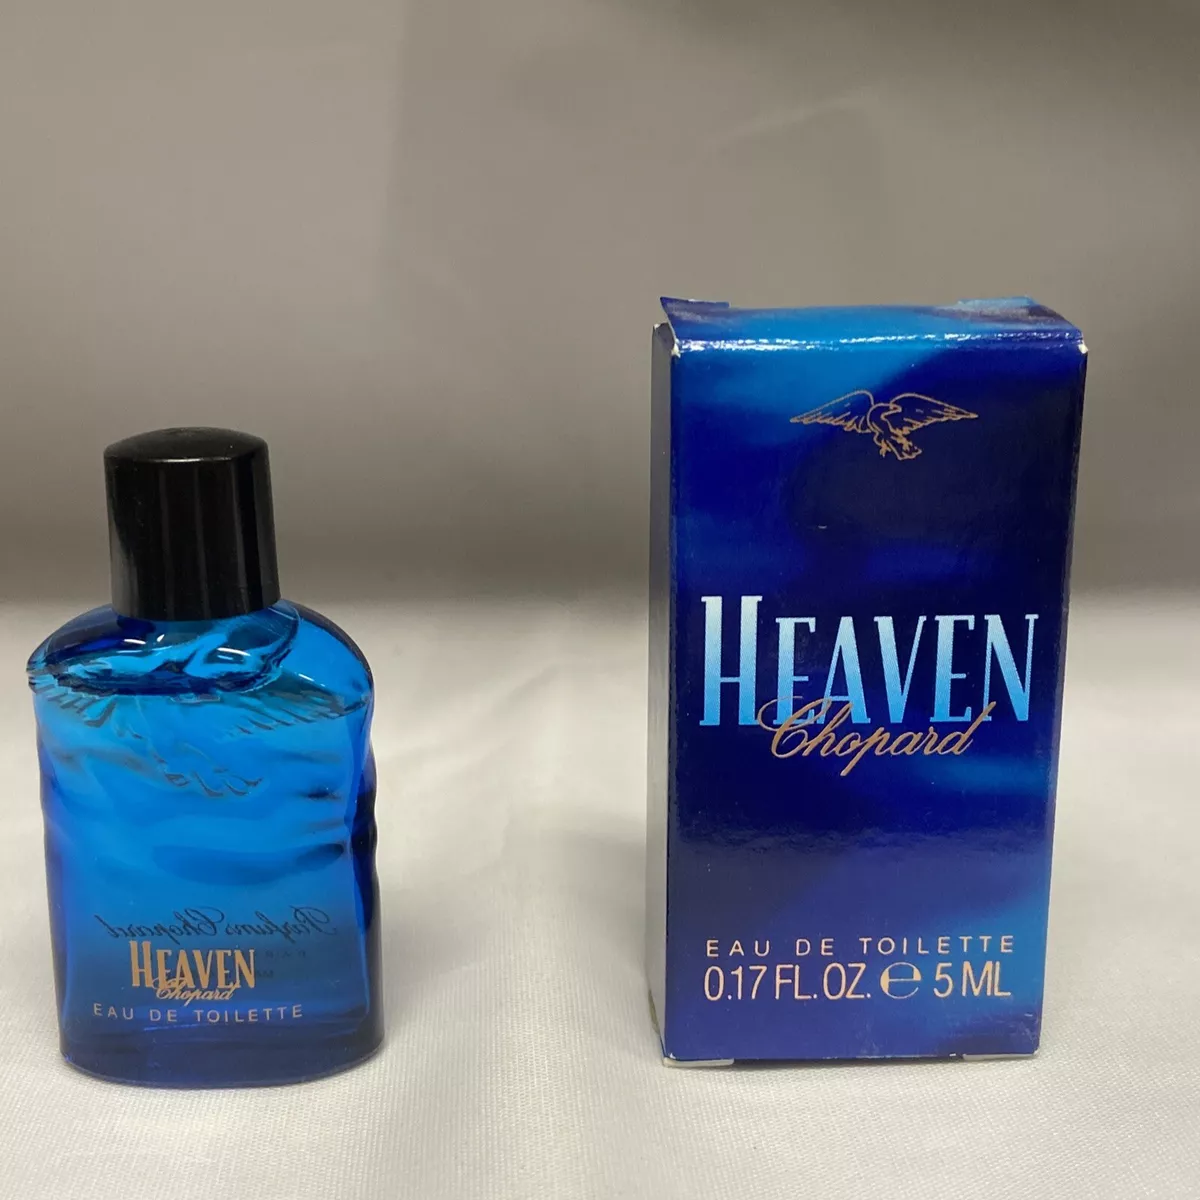 Parfums Chopard
HEAVEN
Chopard
EAU DE TOILETTE
HEAVEN
Chopard
EAU DE TOILETTE
0.17 FL. OZ. ℮ 5 ML